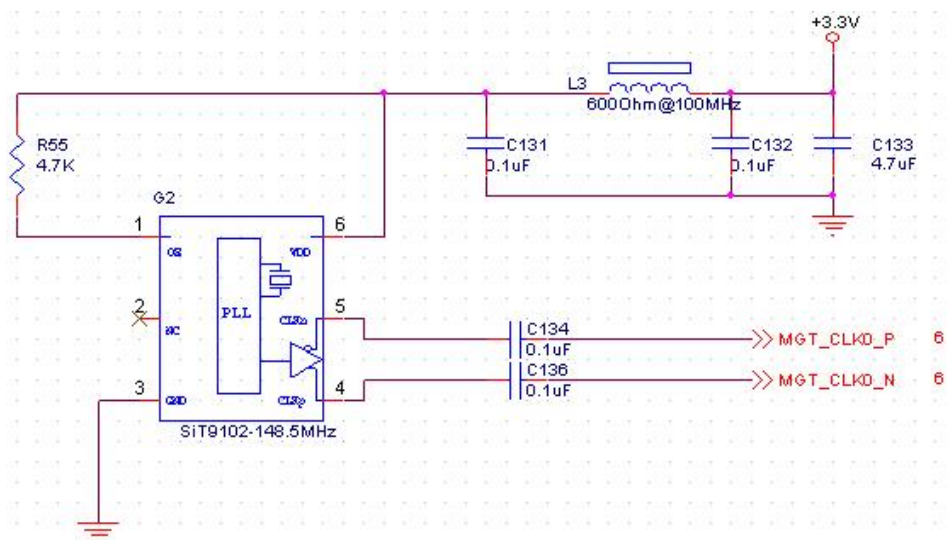 +3.3V
L3
600Ohm@100MHz
R55
4.7K
C131
0.1uF
C132
0.1uF
C133
4.7uF
G2
1
6
OE
VDD
2
NC
PLL
5
CLKn
C134
0.1uF
MGT_CLK0_P 6
C136
0.1uF
MGT_CLK0_N 6
3
GND
4
CLKp
SiT9102-148.5MHz